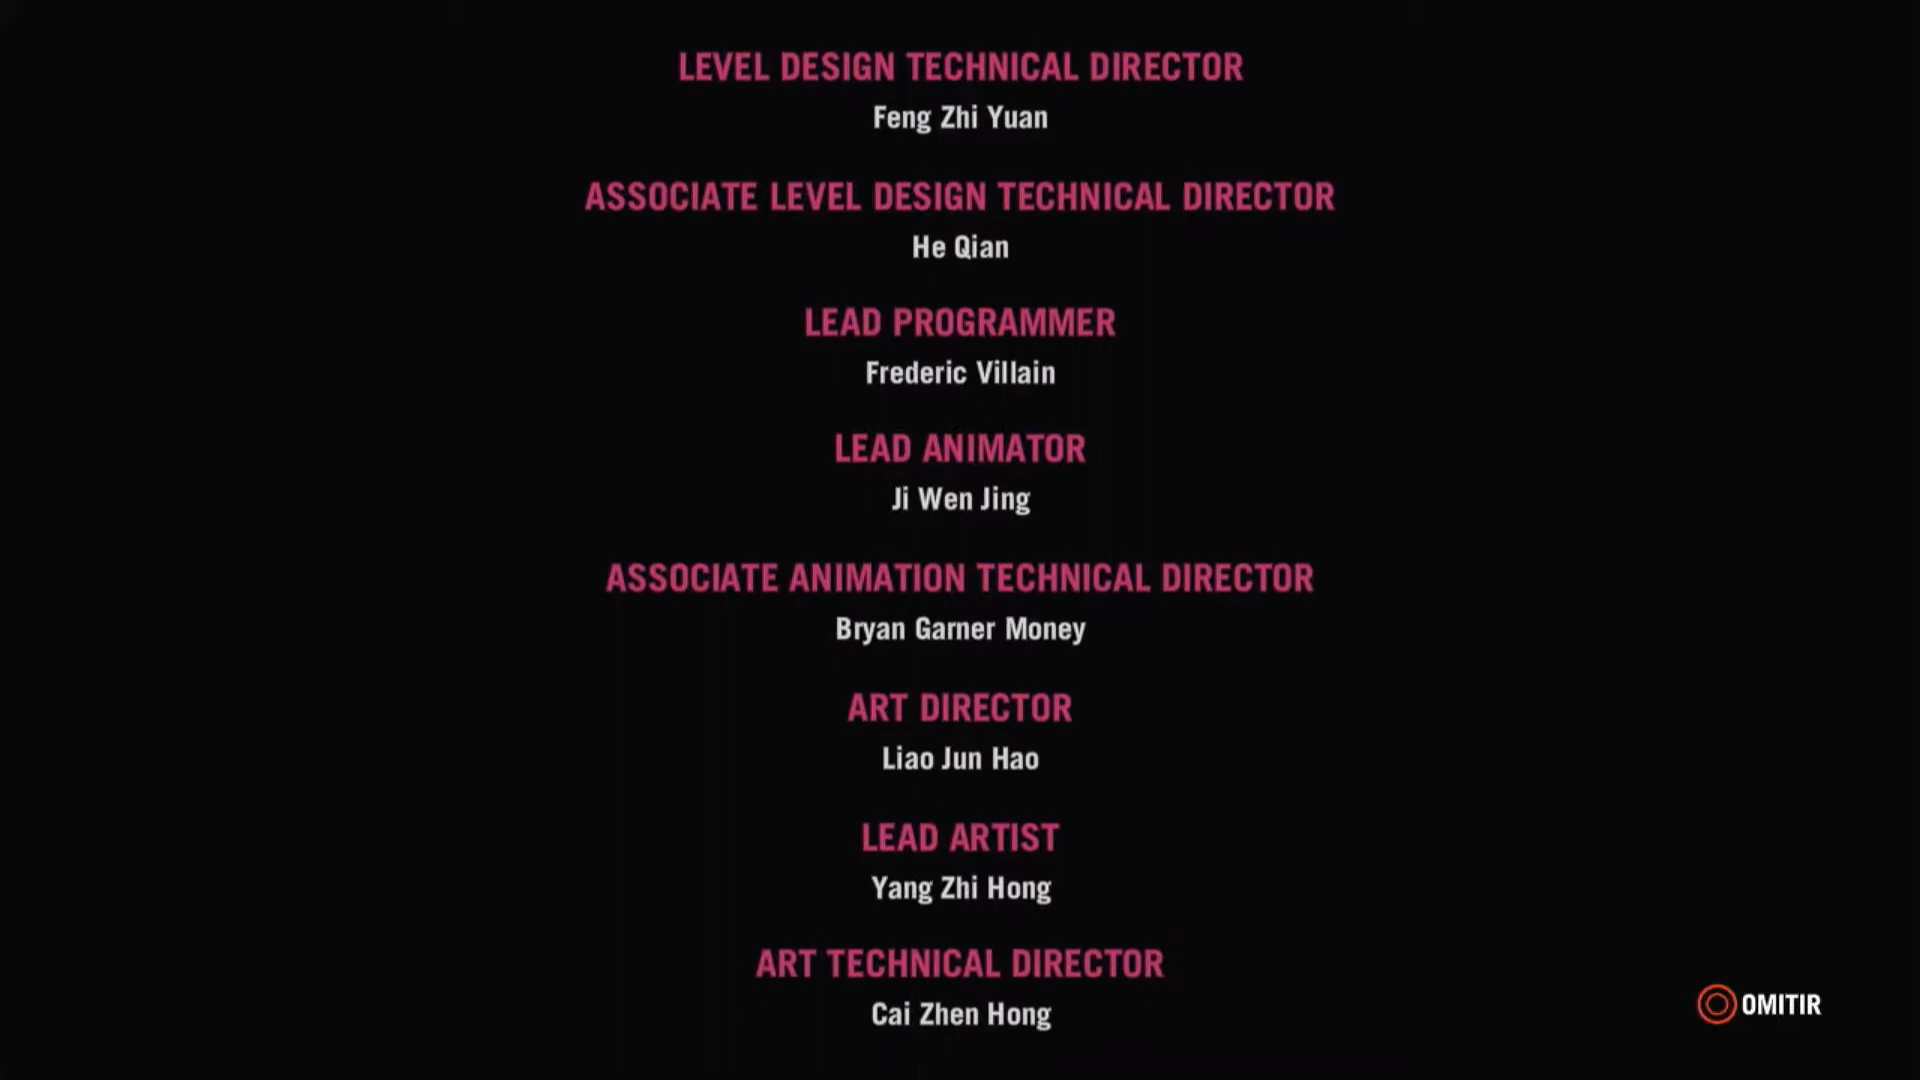 LEVEL DESIGN TECHNICAL DIRECTOR
Feng Zhi Yuan
ASSOCIATE LEVEL DESIGN TECHNICAL DIRECTOR
He Qian
LEAD PROGRAMMER
Frederic Villain
LEAD ANIMATOR
Ji Wen Jing
ASSOCIATE ANIMATION TECHNICAL DIRECTOR
Bryan Garner Money
ART DIRECTOR
Liao Jun Hao
LEAD ARTIST
Yang Zhi Hong
ART TECHNICAL DIRECTOR
Cai Zhen Hong
OMITIR